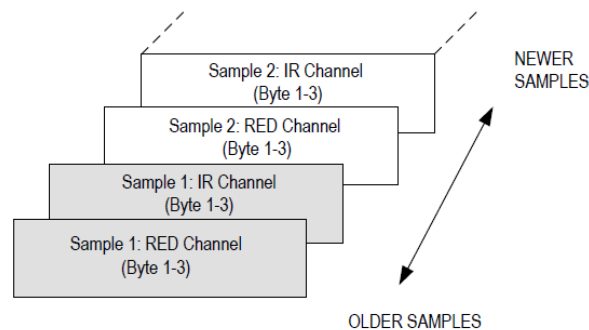 Sample 2: IR Channel
(Byte 1-3)
Sample 2: RED Channel
(Byte 1-3)
Sample 1: IR Channel
(Byte 1-3)
Sample 1: RED Channel
(Byte 1-3)
NEWER
SAMPLES
OLDER SAMPLES